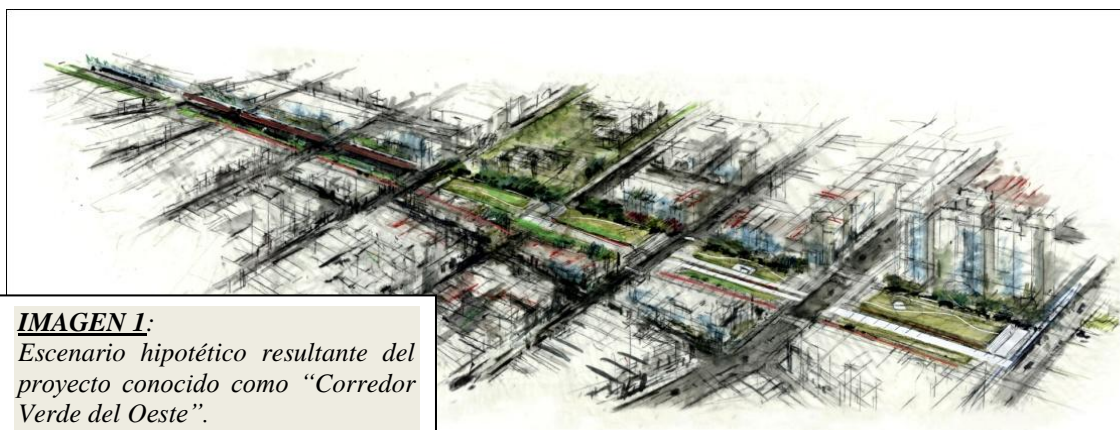 IMAGEN 1:
Escenario hipotético resultante del
proyecto conocido como “Corredor
Verde del Oeste”.